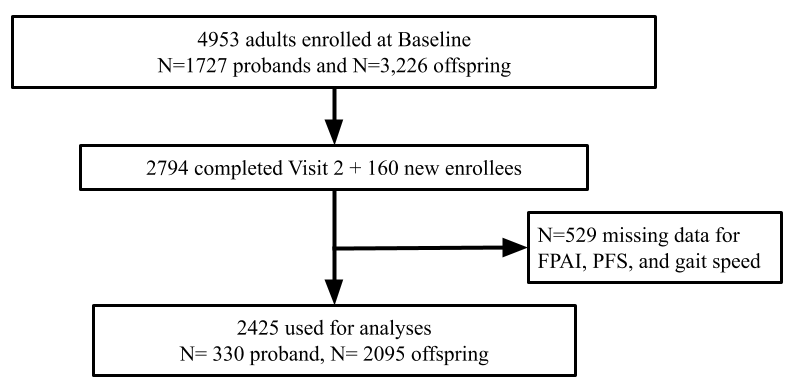 4953 adults enrolled at Baseline
N=1727 probands and N=3,226 offspring
2794 completed Visit 2 + 160 new enrollees
N=529 missing data for
FPAI, PFS, and gait speed
2425 used for analyses
N= 330 proband, N= 2095 offspring